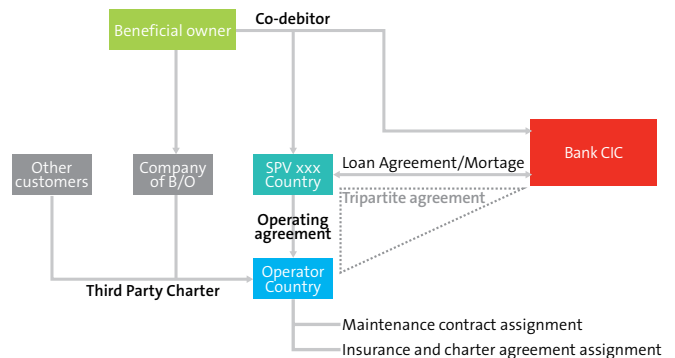 Co-debitor
Beneficial owner
Bank CIC
Other
customers
Company
of B/O
SPV xxx
Country
Loan Agreement/Mortage
Tripartite agreement
Operating
agreement
Operator
Country
Third Party Charter
Maintenance contract assignment
Insurance and charter agreement assignment